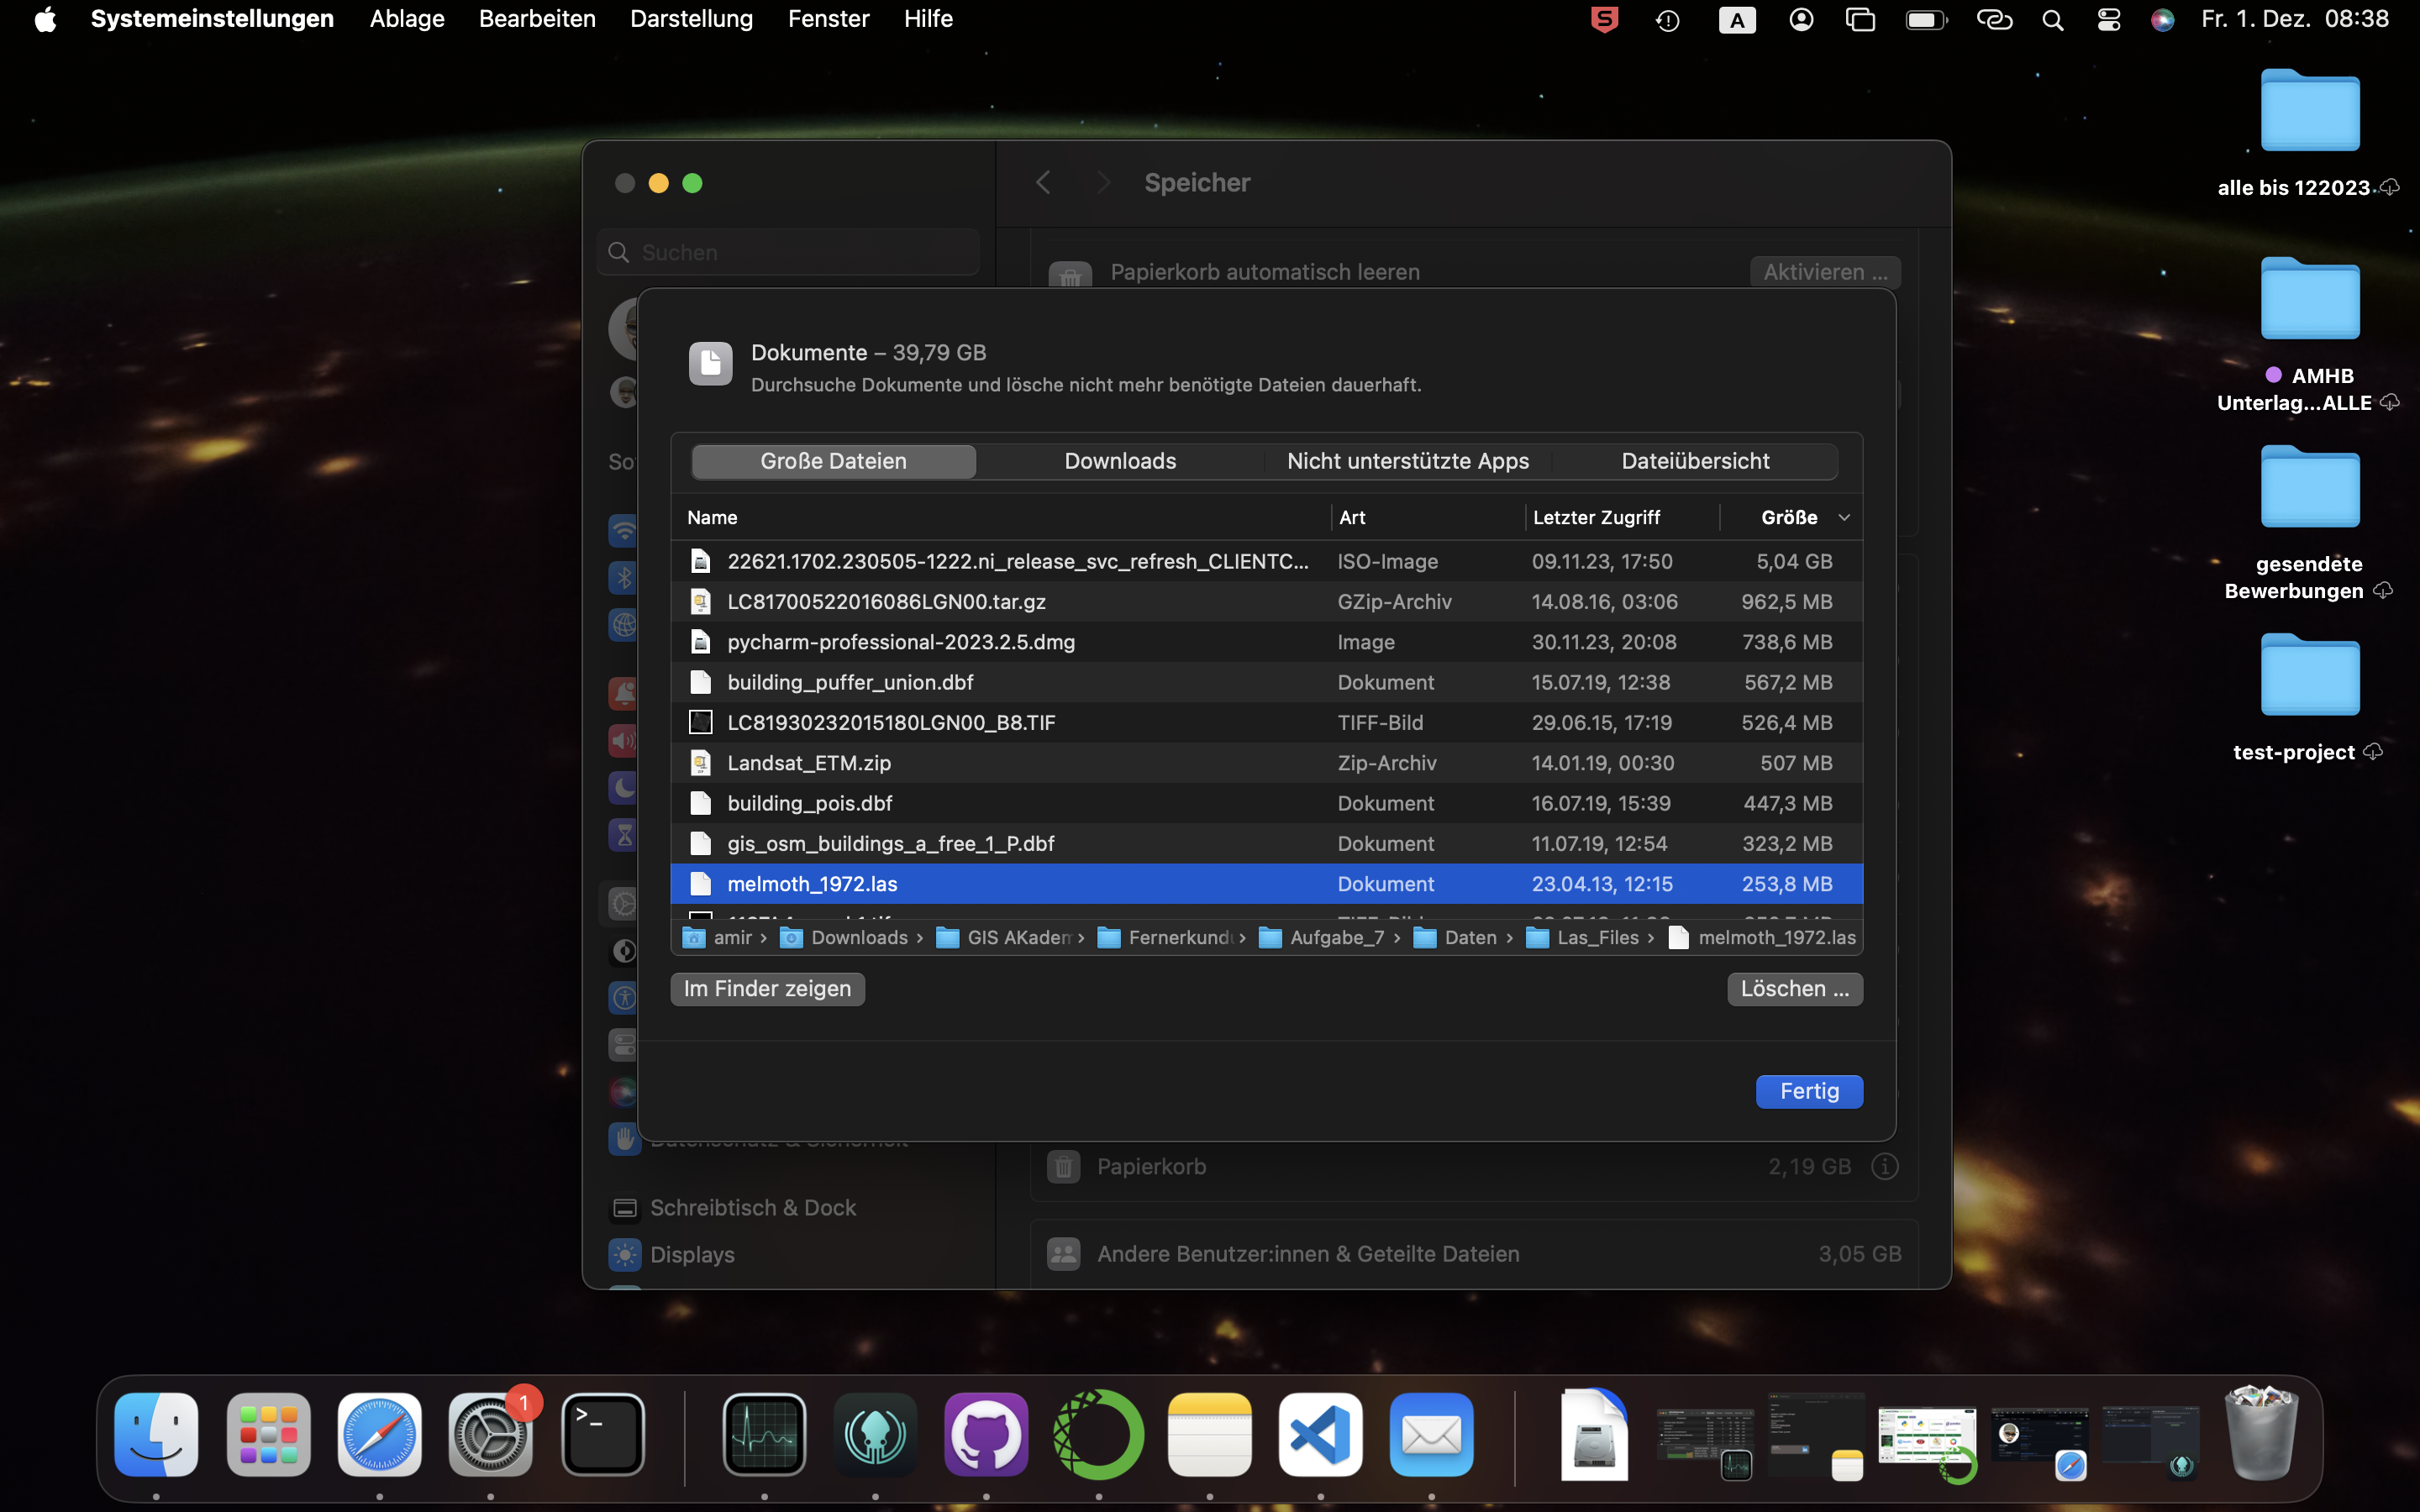 Systemeinstellungen Ablage Bearbeiten Darstellung Fenster Hilfe
S A Fr. 1. Dez. 08:38
Speicher
Suchen
Papierkorb automatisch leeren Aktivieren ...
Dokumente – 39,79 GB
Durchsuche Dokumente und lösche nicht mehr benötigte Dateien dauerhaft.
Große Dateien Downloads Nicht unterstützte Apps Dateiübersicht
Name Art Letzter Zugriff Größe
22621.1702.230505-1222.ni_release_svc_refresh_CLIENTC... ISO-Image 09.11.23, 17:50 5,04 GB
LC81700522016086LGN00.tar.gz GZip-Archiv 14.08.16, 03:06 962,5 MB
pycharm-professional-2023.2.5.dmg Image 30.11.23, 20:08 738,6 MB
building_puffer_union.dbf Dokument 15.07.19, 12:38 567,2 MB
LC81930232015180LGN00_B8.TIF TIFF-Bild 29.06.15, 17:19 526,4 MB
Landsat_ETM.zip Zip-Archiv 14.01.19, 00:30 507 MB
building_pois.dbf Dokument 16.07.19, 15:39 447,3 MB
gis_osm_buildings_a_free_1_P.dbf Dokument 11.07.19, 12:54 323,2 MB
melmoth_1972.las Dokument 23.04.13, 12:15 253,8 MB
amir › Downloads › GIS AKadem › Fernerkund › Aufgabe_7 › Daten › Las_Files › melmoth_1972.las
Im Finder zeigen Löschen ...
Fertig
Papierkorb 2,19 GB
Schreibtisch & Dock
Displays
Andere Benutzer:innen & Geteilte Dateien 3,05 GB
alle bis 122023
AMHB
Unterlag...ALLE
gesendete
Bewerbungen
test-project
1